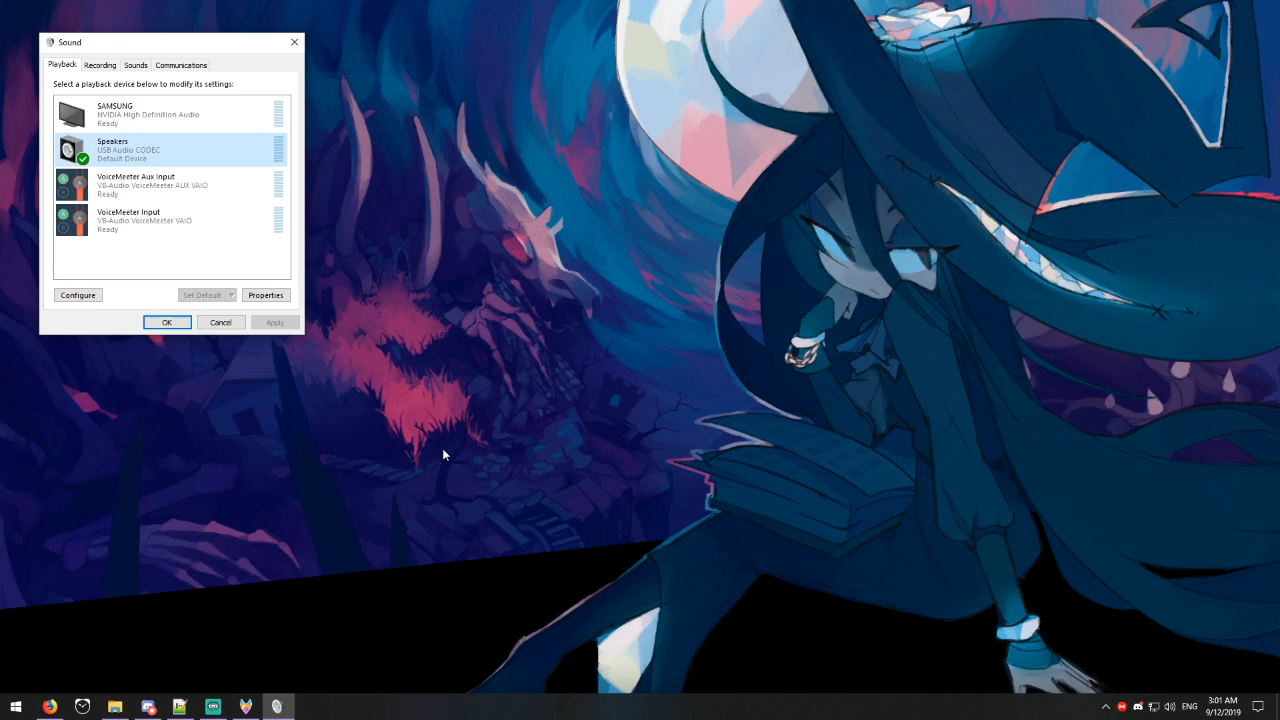 Sound
Playback
Recording
Sounds
Communications
Select a playback device below to modify its settings:
SAMSUNG
NVIDIA High Definition Audio
Ready
Speakers
USB Audio CODEC
Default Device
VoiceMeeter Aux Input
VB-Audio VoiceMeeter AUX VAIO
Ready
VoiceMeeter Input
VB-Audio VoiceMeeter VAIO
Ready
Configure
Set Default
Properties
OK
Cancel
Apply
ENG
3:01 AM
9/12/2019